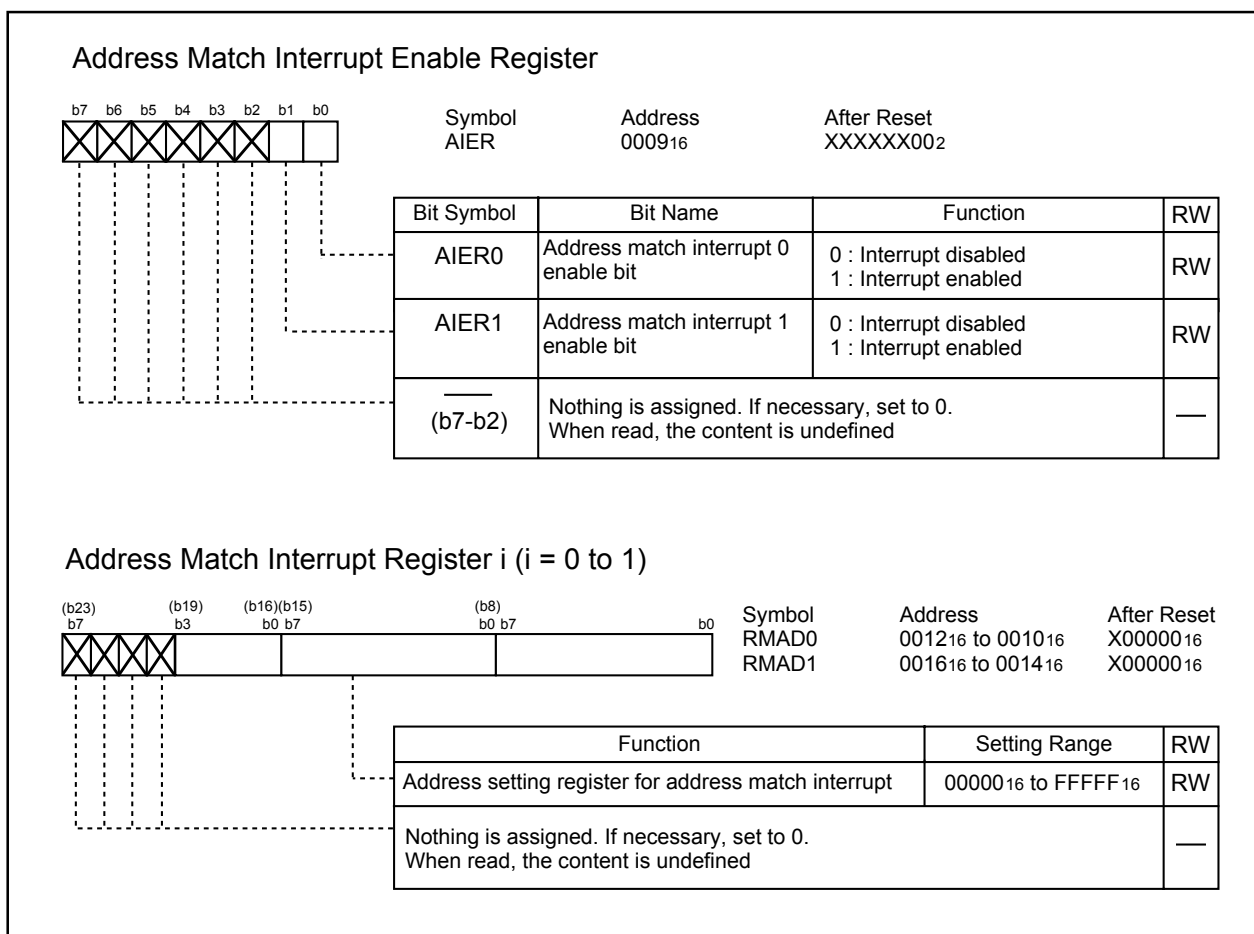 Address Match Interrupt Enable Register
b7 b6 b5 b4 b3 b2 b1 b0
Symbol Address After Reset
AIER 000916 XXXXXX002
Bit Symbol Bit Name Function RW
AIER0 Address match interrupt 0 enable bit 0 : Interrupt disabled 1 : Interrupt enabled RW
AIER1 Address match interrupt 1 enable bit 0 : Interrupt disabled 1 : Interrupt enabled RW
(b7-b2) Nothing is assigned. If necessary, set to 0.
When read, the content is undefined —
Address Match Interrupt Register i (i = 0 to 1)
(b23) (b19) (b16)(b15) (b8)
b7 b3 b0 b7 b0 b7 b0
Symbol Address After Reset
RMAD0 001216 to 001016 X0000016
RMAD1 001616 to 001416 X0000016
Function Setting Range RW
Address setting register for address match interrupt 0000016 to FFFFF16 RW
Nothing is assigned. If necessary, set to 0.
When read, the content is undefined —